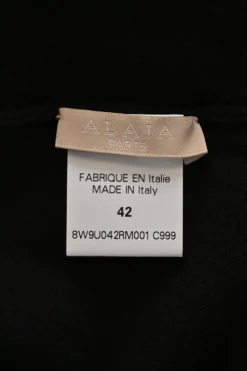 ALAÏA
PARIS
FABRIQUE EN Italie
MADE IN Italy
42
8W9U042RM001 C999